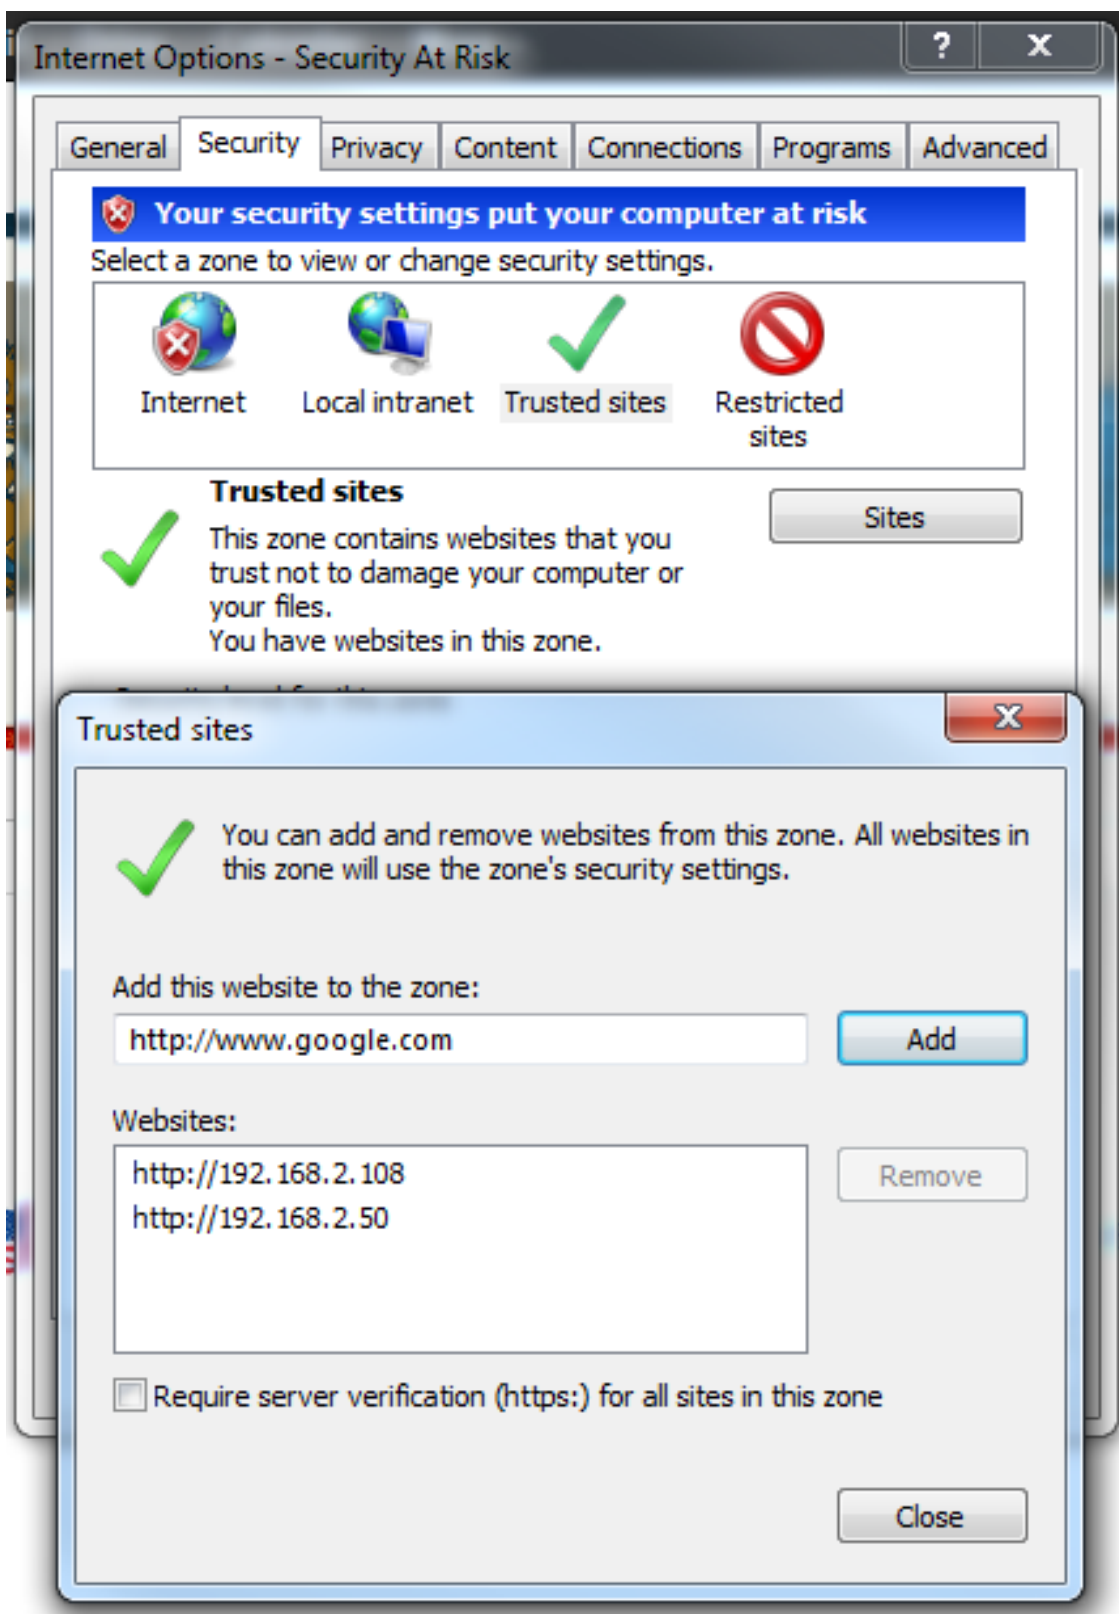 Internet Options - Security At Risk
?
X
General Security Privacy Content Connections Programs Advanced
Your security settings put your computer at risk
Select a zone to view or change security settings.
Internet Local intranet Trusted sites Restricted
sites
Trusted sites
Sites
This zone contains websites that you
trust not to damage your computer or
your files.
You have websites in this zone.
Trusted sites
X
You can add and remove websites from this zone. All websites in
this zone will use the zone's security settings.
Add this website to the zone:
http://www.google.com
Add
Websites:
http://192.168.2.108
Remove
http://192.168.2.50
Require server verification (https:) for all sites in this zone
Close